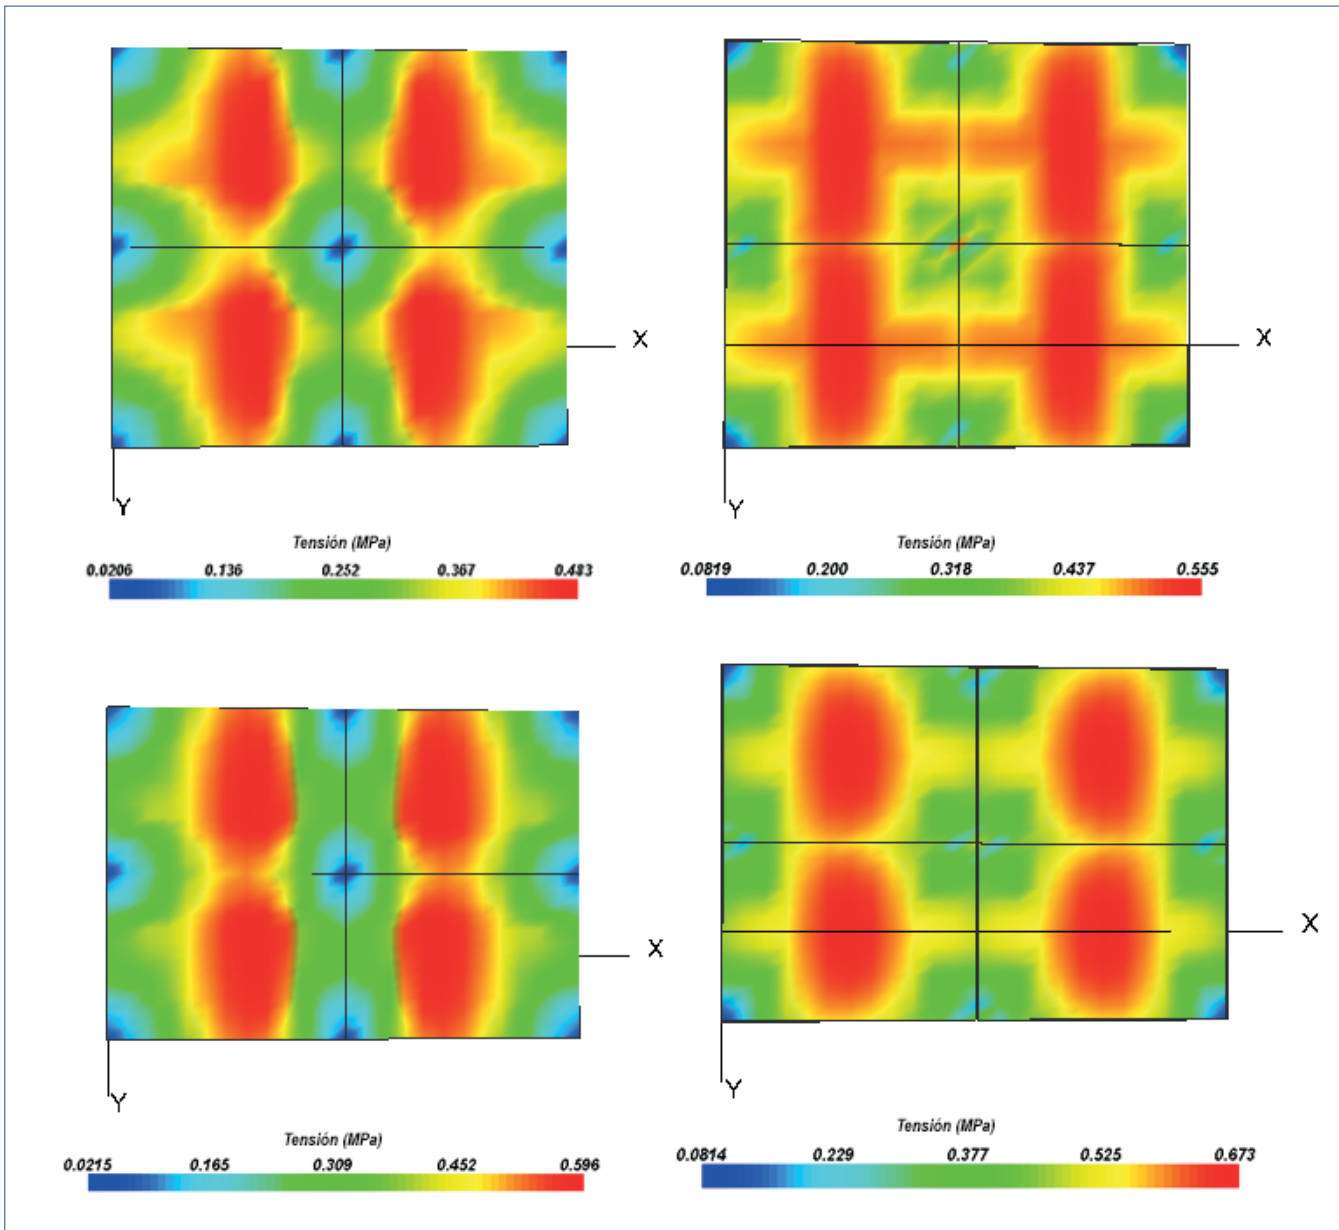 X
Y
Tensión (MPa)
0.0206 0.136 0.252 0.367 0.483
X
Y
Tensión (MPa)
0.0819 0.200 0.318 0.437 0.555
X
Y
Tensión (MPa)
0.0215 0.165 0.309 0.452 0.596
X
Y
Tensión (MPa)
0.0814 0.229 0.377 0.525 0.673